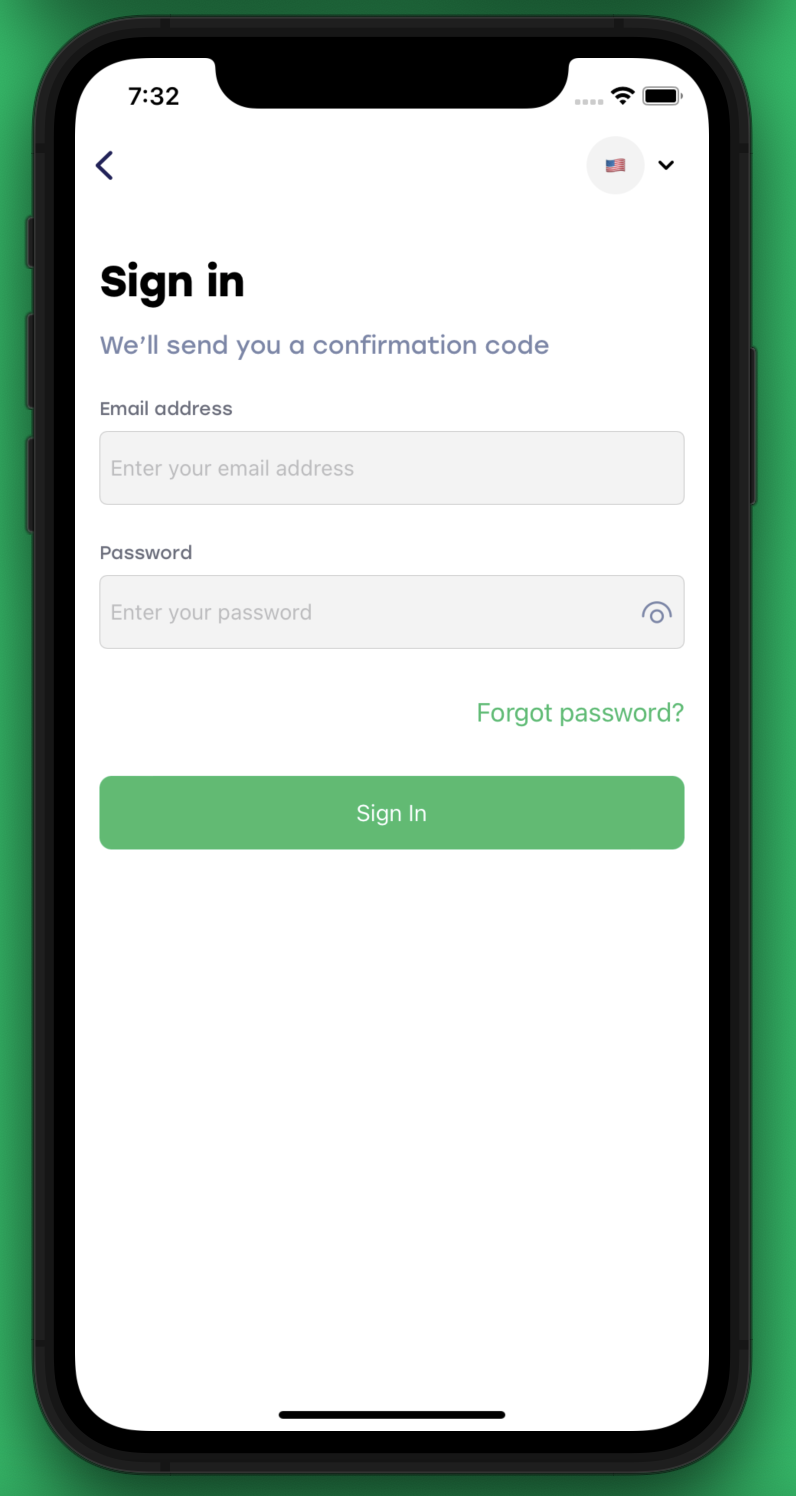 7:32
Sign in
We’ll send you a confirmation code
Email address
Enter your email address
Password
Enter your password
Forgot password?
Sign In